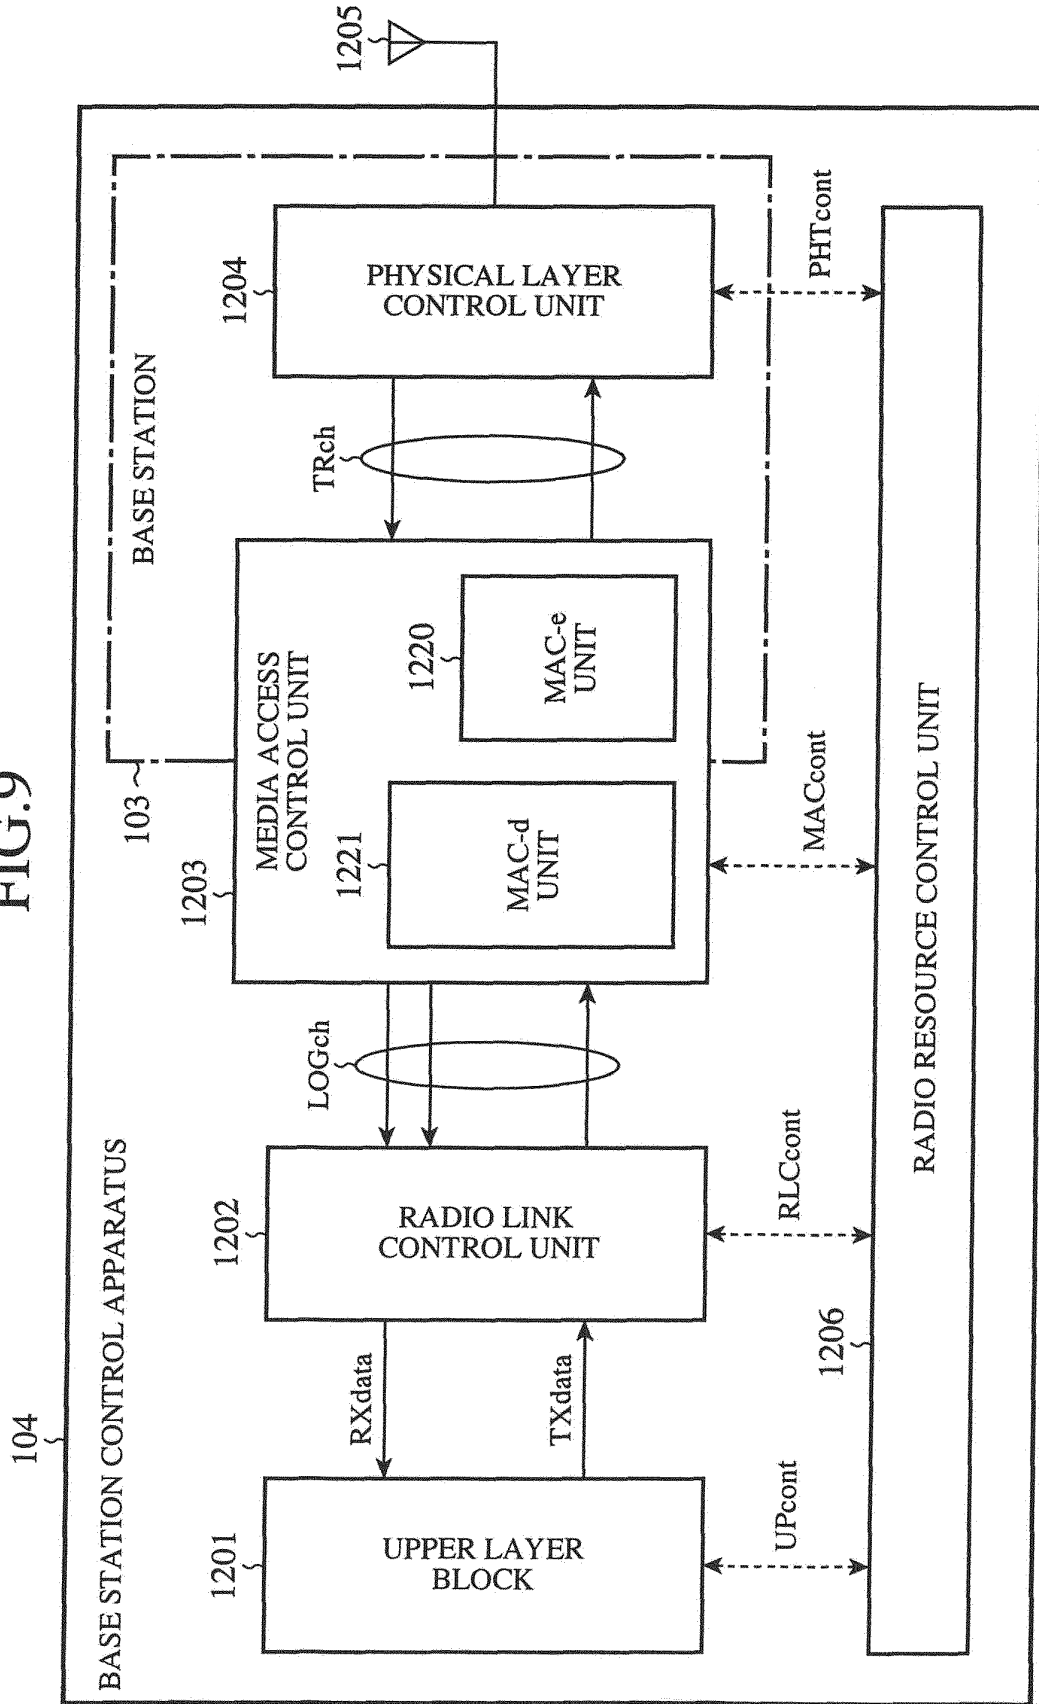 FIG.9
104
BASE STATION CONTROL APPARATUS
103
BASE STATION
1205
1201
UPPER LAYER
BLOCK
RXdata
TXdata
1202
RADIO LINK
CONTROL UNIT
LOGch
1203
MEDIA ACCESS
CONTROL UNIT
1221
MAC-d
UNIT
1220
MAC-e
UNIT
TRch
1204
PHYSICAL LAYER
CONTROL UNIT
UPcont
RLCcont
MACcont
PHTcont
1206
RADIO RESOURCE CONTROL UNIT